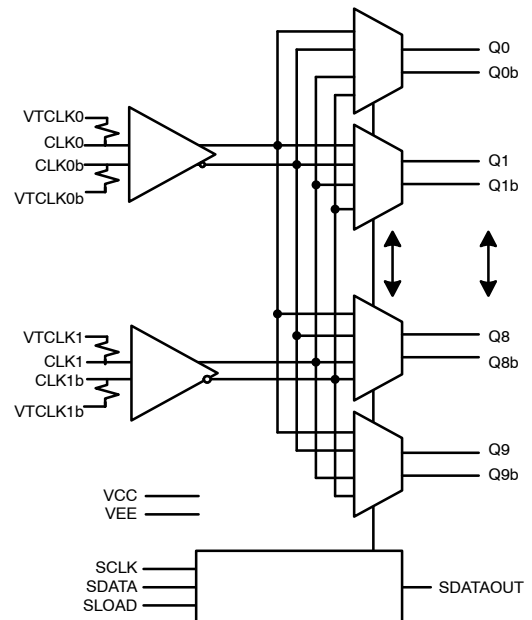 Q0
Q0b
VTCLK0
CLK0
CLK0b
VTCLK0b
Q1
Q1b
VTCLK1
CLK1
CLK1b
VTCLK1b
Q8
Q8b
Q9
Q9b
VCC
VEE
SCLK
SDATA
SLOAD
SDATAOUT